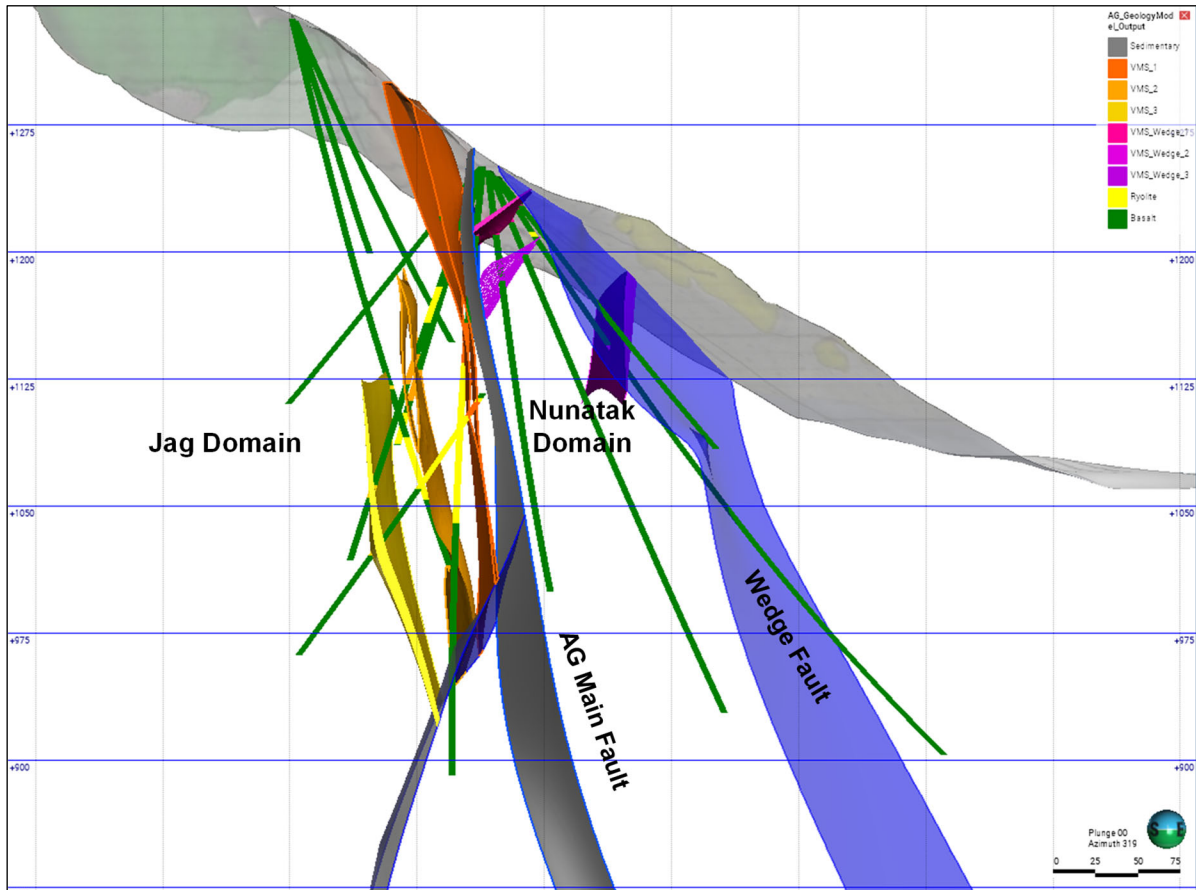 AG_GeologyMod
el_Output
Sedimentary
VMS_1
VMS_2
VMS_3
VMS_Wedge_75
VMS_Wedge_2
VMS_Wedge_3
Ryolite
Basalt
+1275
+1200
+1200
+1125
+1125
+1050
+1050
+975
+975
+900
+900
Jag Domain
Nunatak
Domain
AG Main Fault
Wedge Fault
Plunge 00
Azimuth 319
S E
0 25 50 75